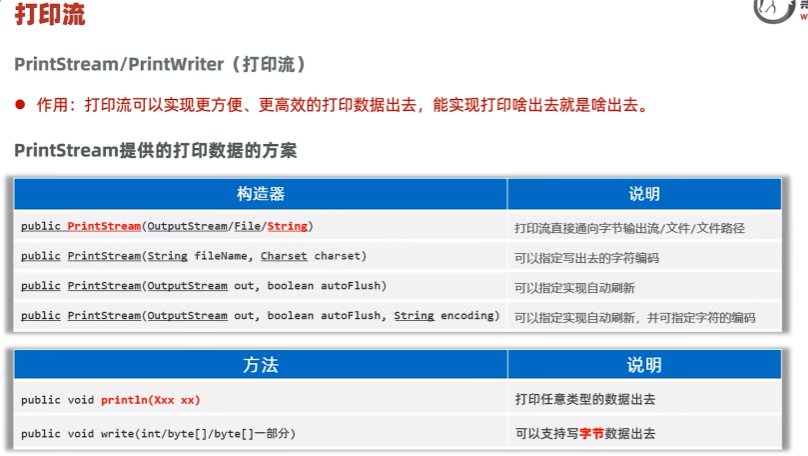 打印流
PrintStream/PrintWriter（打印流）
● 作用：打印流可以实现更方便、更高效的打印数据出去，能实现打印啥出去就是啥出去。
PrintStream提供的打印数据的方案
构造器 说明
public PrintStream(OutputStream/File/String) 打印流直接通向字节输出流/文件/文件路径
public PrintStream(String fileName, Charset charset) 可以指定写出去的字符编码
public PrintStream(OutputStream out, boolean autoFlush) 可以指定实现自动刷新
public PrintStream(OutputStream out, boolean autoFlush, String encoding) 可以指定实现自动刷新，并可指定字符的编码
方法 说明
public void println(Xxx xx) 打印任意类型的数据出去
public void write(int/byte[]/byte[]一部分) 可以支持写字节数据出去